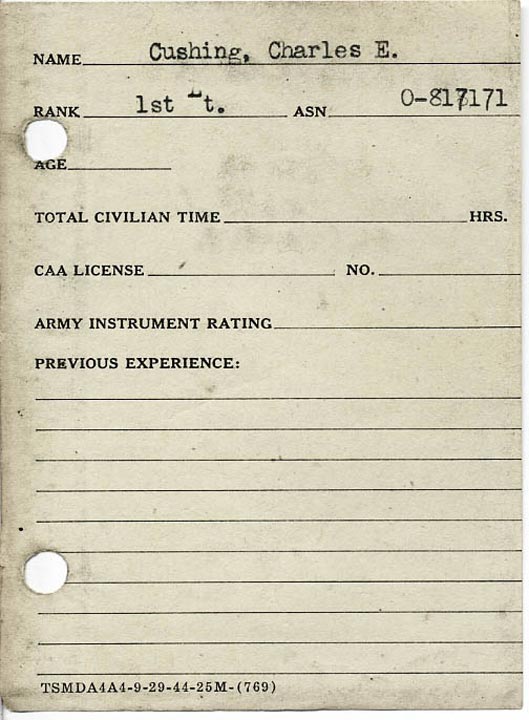 NAME Cushing, Charles E.
RANK 1st Lt. ASN O-817171
AGE
TOTAL CIVILIAN TIME HRS.
CAA LICENSE NO.
ARMY INSTRUMENT RATING
PREVIOUS EXPERIENCE:
TSMDA4A4-9-29-44-25M-(769)